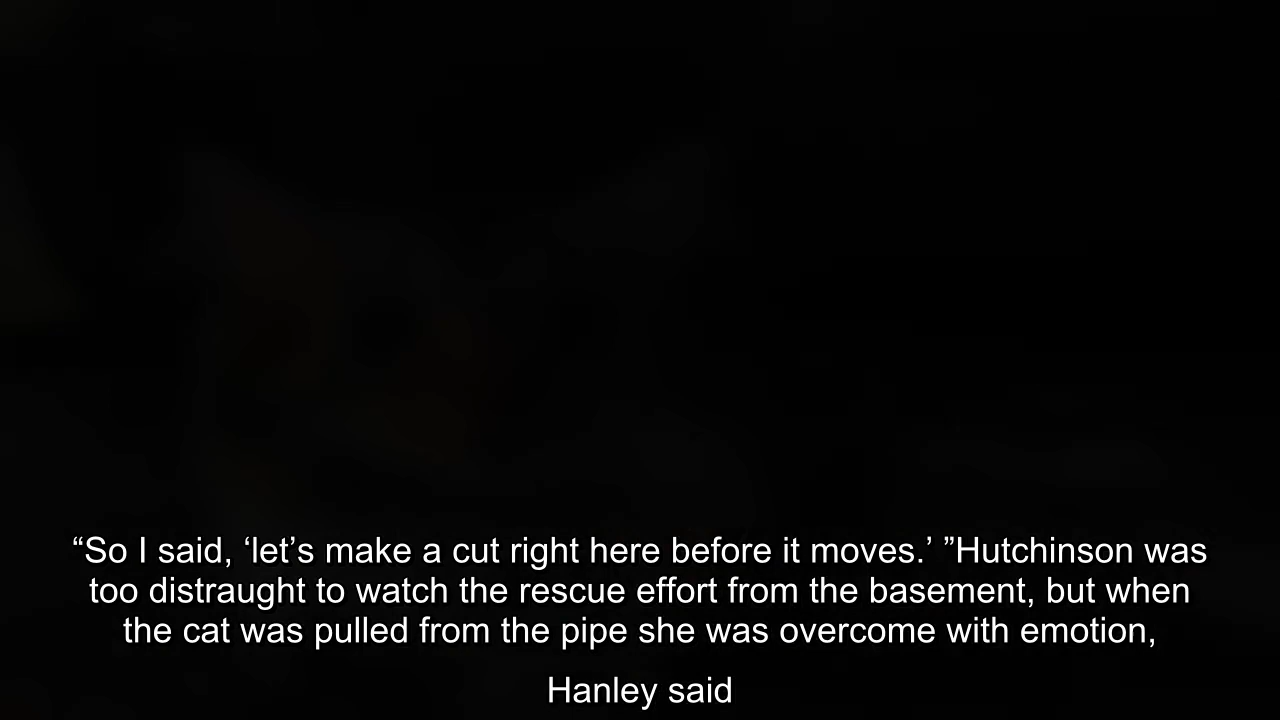 “So I said, ‘let’s make a cut right here before it moves.’ ”Hutchinson was
too distraught to watch the rescue effort from the basement, but when
the cat was pulled from the pipe she was overcome with emotion,
Hanley said